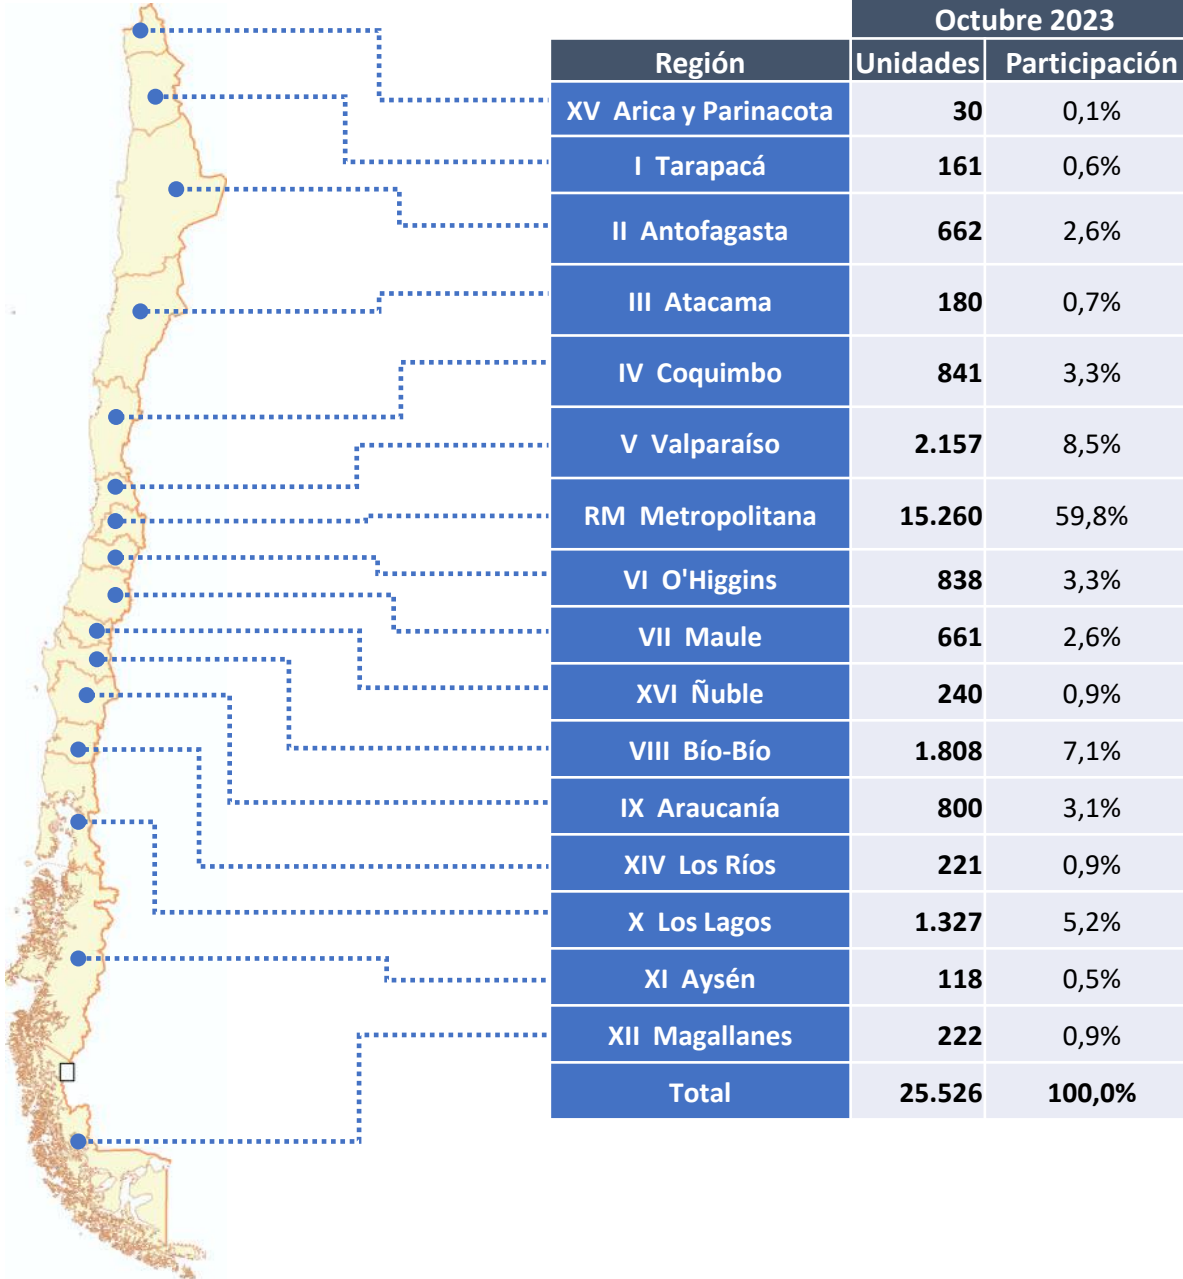 Octubre 2023
Región Unidades Participación
XV Arica y Parinacota 30 0,1%
I Tarapacá 161 0,6%
II Antofagasta 662 2,6%
III Atacama 180 0,7%
IV Coquimbo 841 3,3%
V Valparaíso 2.157 8,5%
RM Metropolitana 15.260 59,8%
VI O'Higgins 838 3,3%
VII Maule 661 2,6%
XVI Ñuble 240 0,9%
VIII Bío-Bío 1.808 7,1%
IX Araucanía 800 3,1%
XIV Los Ríos 221 0,9%
X Los Lagos 1.327 5,2%
XI Aysén 118 0,5%
XII Magallanes 222 0,9%
Total 25.526 100,0%